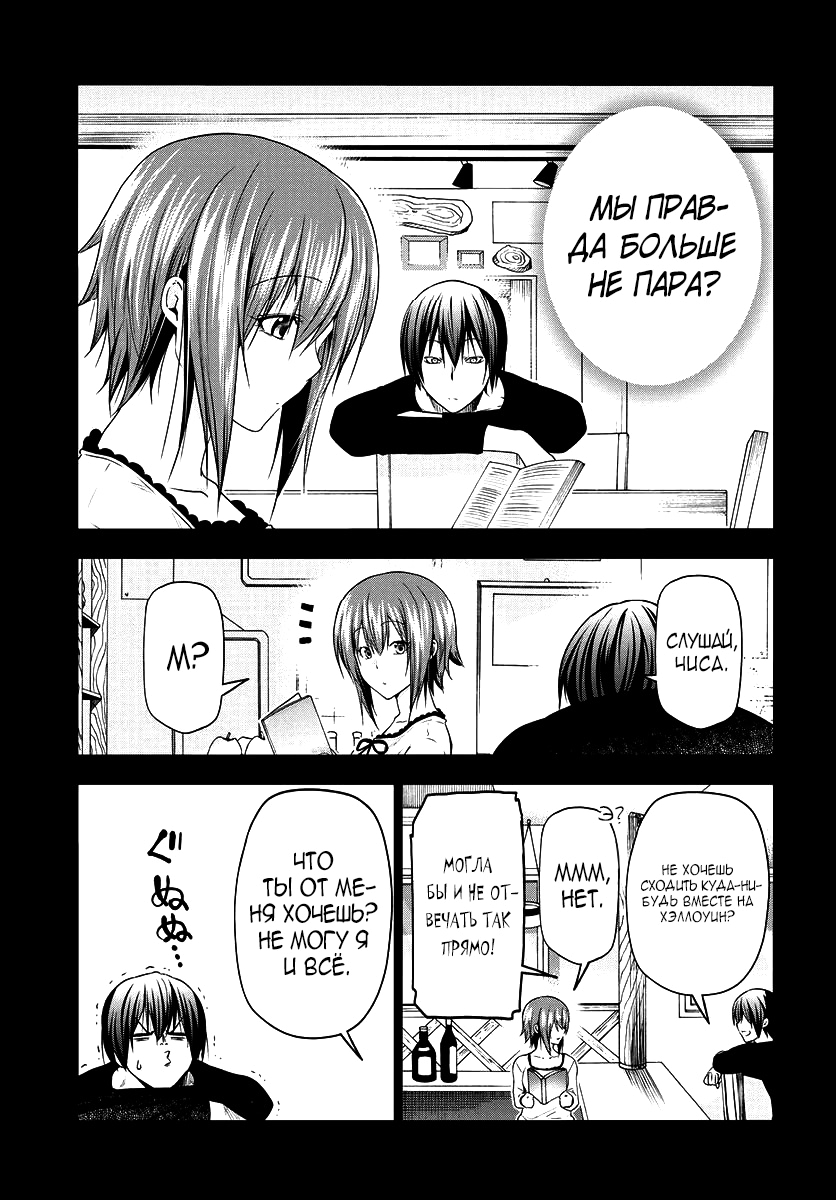 МЫ ПРАВ-
ДА БОЛЬШЕ
НЕ ПАРА?
СЛУШАЙ,
ЧИСА.
М?
НЕ ХОЧЕШЬ
СХОДИТЬ КУДА-НИ-
БУДЬ ВМЕСТЕ НА
ХЭЛЛОУИН?
Э?
МММ,
НЕТ.
МОГЛА
БЫ И НЕ ОТ-
ВЕЧАТЬ ТАК
ПРЯМО!
ЧТО
ТЫ ОТ МЕ-
НЯ ХОЧЕШЬ?
НЕ МОГУ Я
И ВСЁ.
ぐぬぬ…